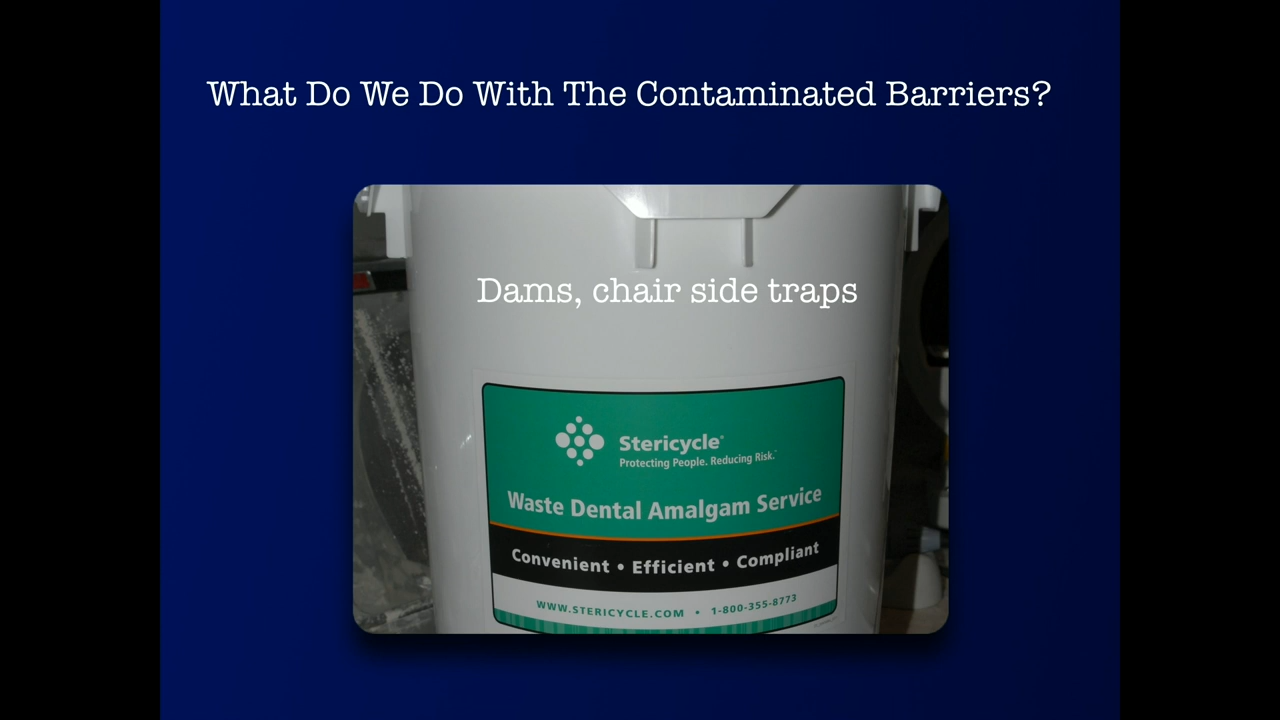 What Do We Do With The Contaminated Barriers?
Dams, chair side traps
Stericycle
Protecting People. Reducing Risk.
Waste Dental Amalgam Service
Convenient • Efficient • Compliant
WWW.STERICYCLE.COM • 1-800-355-8773